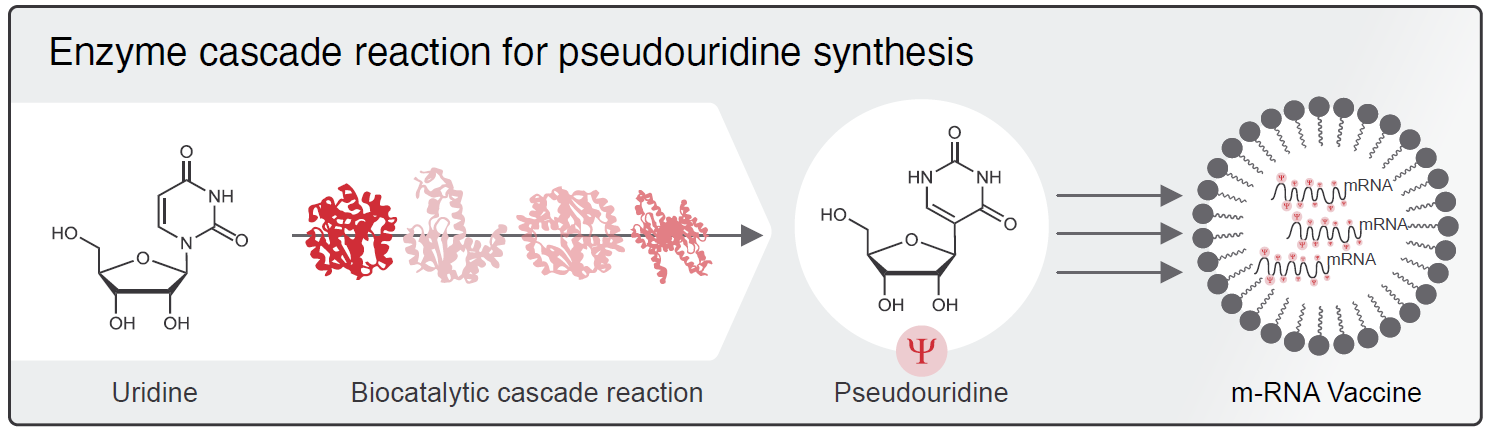 Enzyme cascade reaction for pseudouridine synthesis
O
NH
N
O
HO
O
OH OH
O
HN NH
O
HO
O
OH OH
Ψ
mRNA
mRNA
mRNA
Uridine
Biocatalytic cascade reaction
Pseudouridine
m-RNA Vaccine